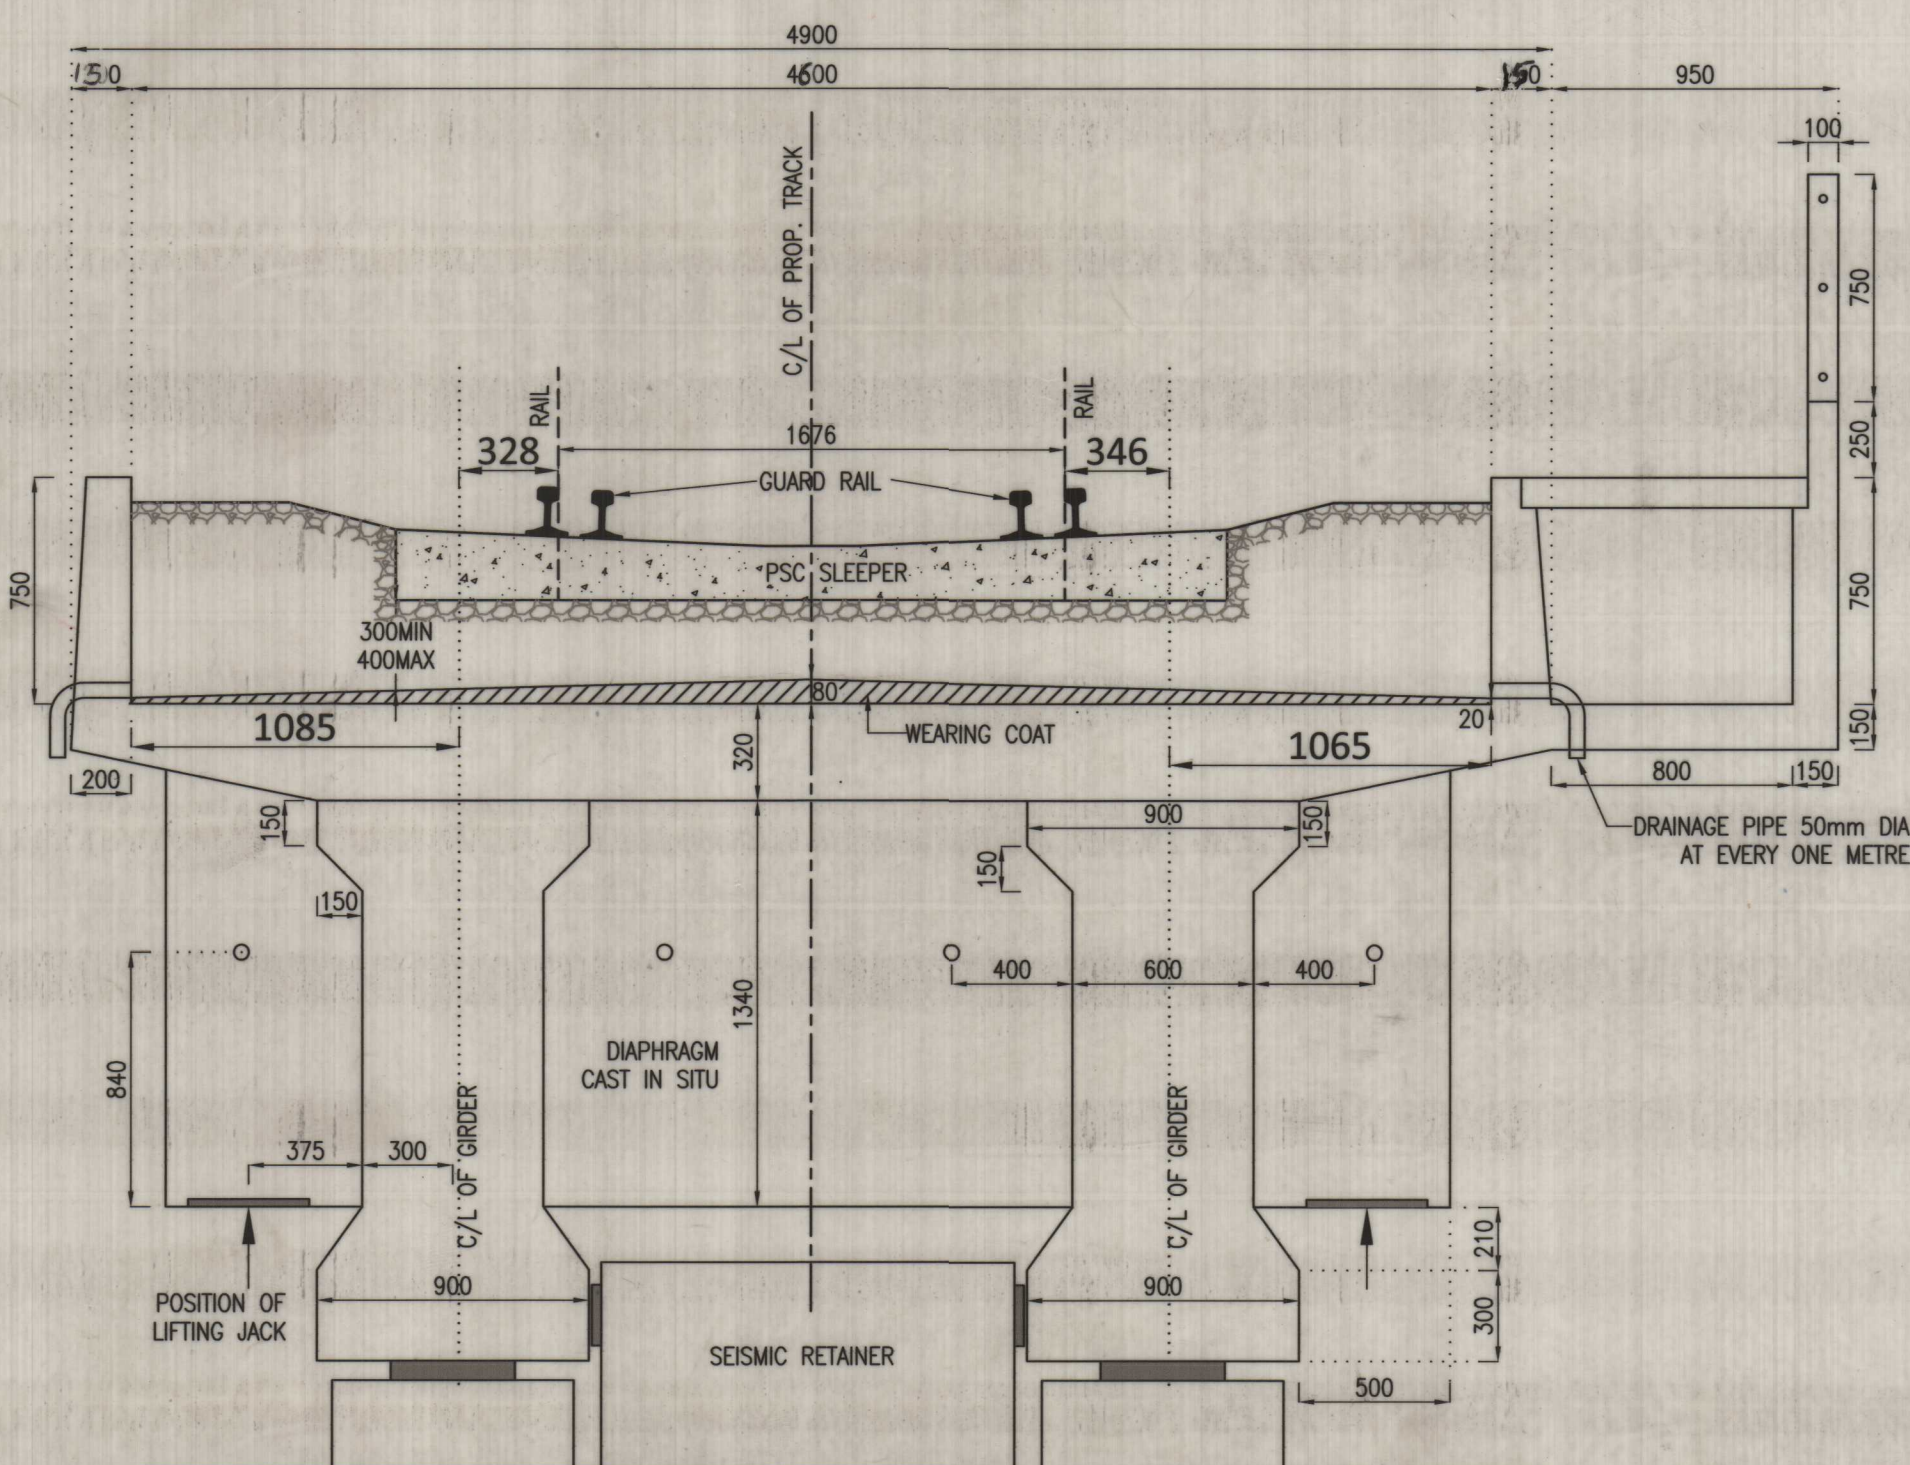 4900
4600
950
100
C/L OF PROP. TRACK
750
RAIL
RAIL
1676
328
346
250
GUARD RAIL
750
PSC SLEEPER
750
300MIN
400MAX
80
20
1085
WEARING COAT
1065
150
320
200
800
150
150
900
150
DRAINAGE PIPE 50mm DIA
AT EVERY ONE METRE
150
150
400
600
400
1340
DIAPHRAGM
CAST IN SITU
840
C/L OF GIRDER
C/L OF GIRDER
375
300
210
900
900
POSITION OF
LIFTING JACK
300
SEISMIC RETAINER
500